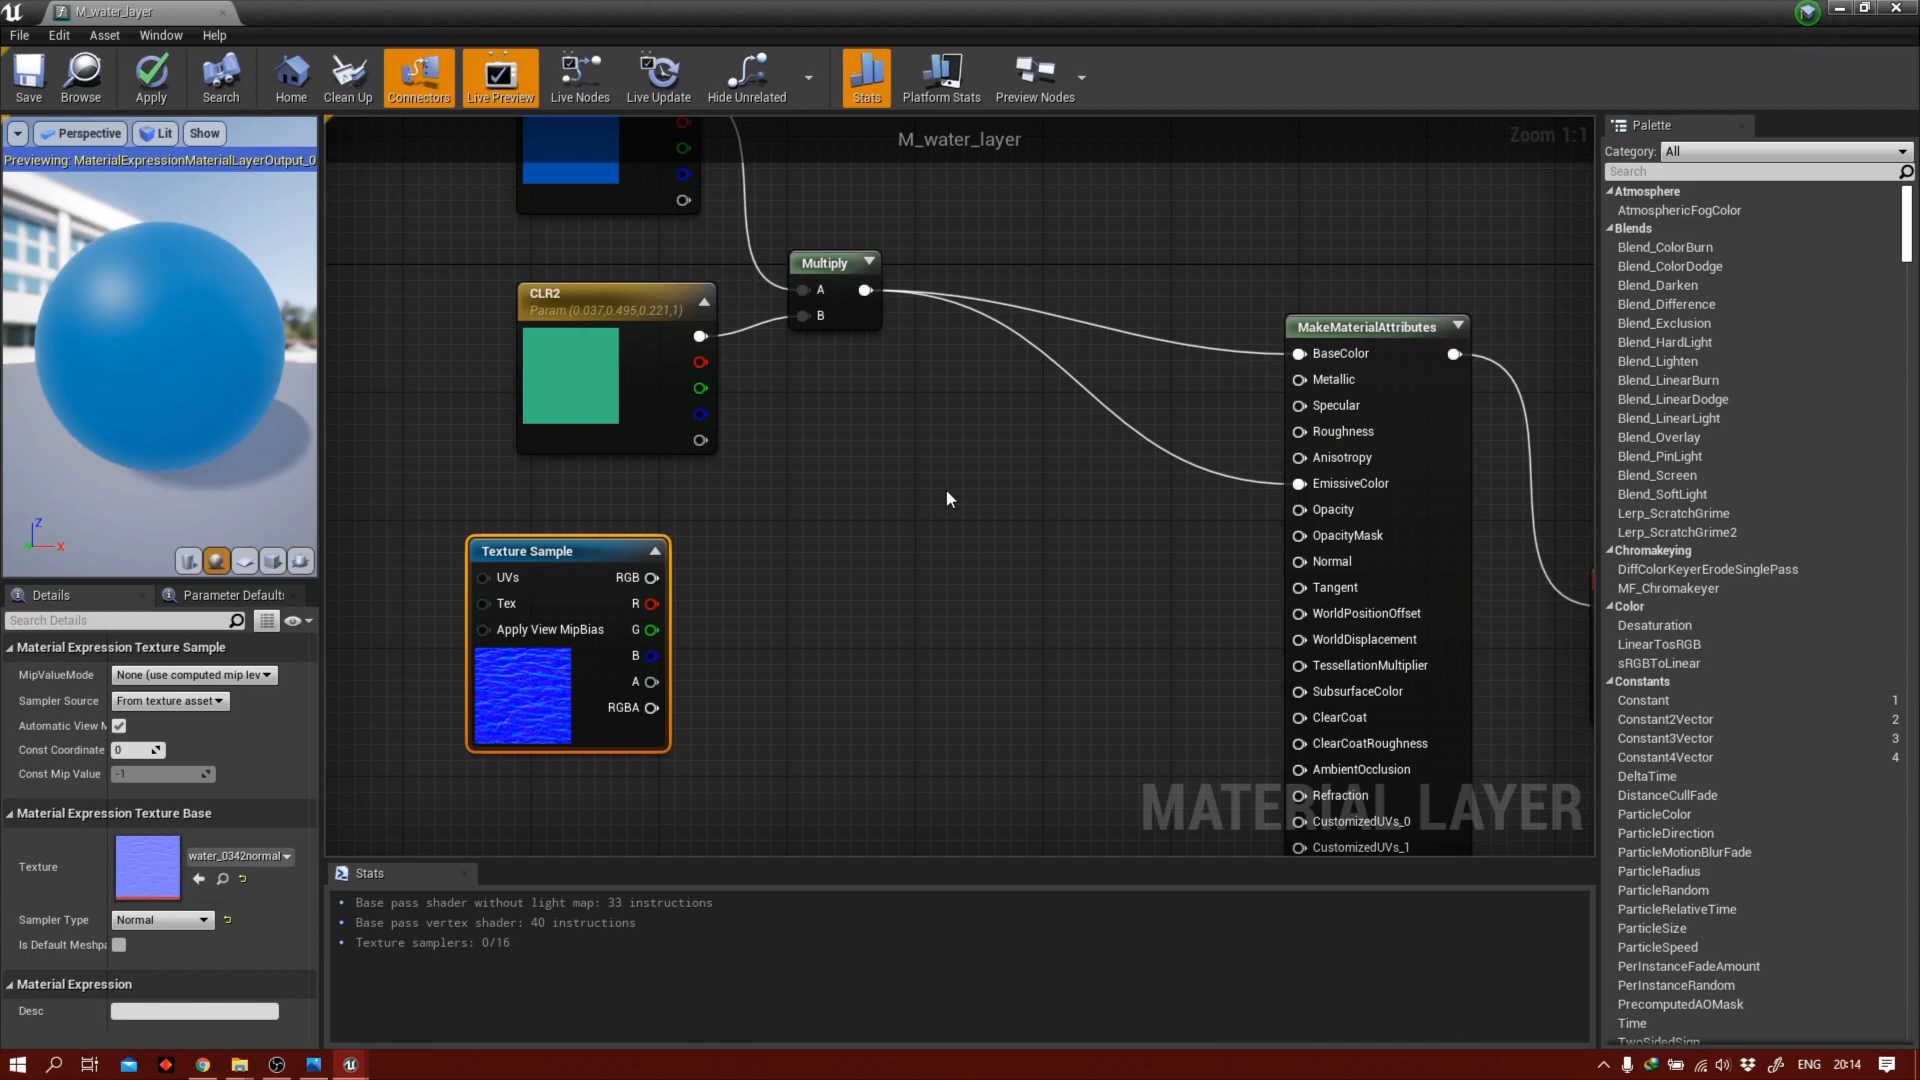 M_water_layer
File Edit Asset Window Help
Save Browse Apply Search Home Clean Up Connectors Live Preview Live Nodes Live Update Hide Unrelated Stats Platform Stats Preview Nodes
Perspective Lit Show
Previewing: MaterialExpressionMaterialLayerOutput_0
Z
X
M_water_layer
Zoom 1:1
Multiply
A
B
CLR2
Param (0.037,0.495,0.221,1)
Texture Sample
UVs RGB
Tex R
Apply View MipBias G
B
A
RGBA
MakeMaterialAttributes
BaseColor
Metallic
Specular
Roughness
Anisotropy
EmissiveColor
Opacity
OpacityMask
Normal
Tangent
WorldPositionOffset
WorldDisplacement
TessellationMultiplier
SubsurfaceColor
ClearCoat
ClearCoatRoughness
AmbientOcclusion
Refraction
CustomizedUVs_0
CustomizedUVs_1
MATERIAL LAYER
Details Parameter Defaults
Search Details
Material Expression Texture Sample
MipValueMode None (use computed mip lev
Sampler Source From texture asset
Automatic View M
Const Coordinate 0
Const Mip Value -1
Material Expression Texture Base
Texture water_0342normal
Sampler Type Normal
Is Default Meshpa
Material Expression
Desc
Stats
• Base pass shader without light map: 33 instructions
• Base pass vertex shader: 40 instructions
• Texture samplers: 0/16
Palette
Category: All
Search
Atmosphere
AtmosphericFogColor
Blends
Blend_ColorBurn
Blend_ColorDodge
Blend_Darken
Blend_Difference
Blend_Exclusion
Blend_HardLight
Blend_Lighten
Blend_LinearBurn
Blend_LinearDodge
Blend_LinearLight
Blend_Overlay
Blend_PinLight
Blend_Screen
Blend_SoftLight
Lerp_ScratchGrime
Lerp_ScratchGrime2
Chromakeying
DiffColorKeyerErodeSinglePass
MF_Chromakeyer
Color
Desaturation
LinearTosRGB
sRGBToLinear
Constants
Constant 1
Constant2Vector 2
Constant3Vector 3
Constant4Vector 4
DeltaTime
DistanceCullFade
ParticleColor
ParticleDirection
ParticleMotionBlurFade
ParticleRadius
ParticleRandom
ParticleRelativeTime
ParticleSize
ParticleSpeed
PerInstanceFadeAmount
PerInstanceRandom
PrecomputedAOMask
Time
TwoSidedSign
ENG 20:14